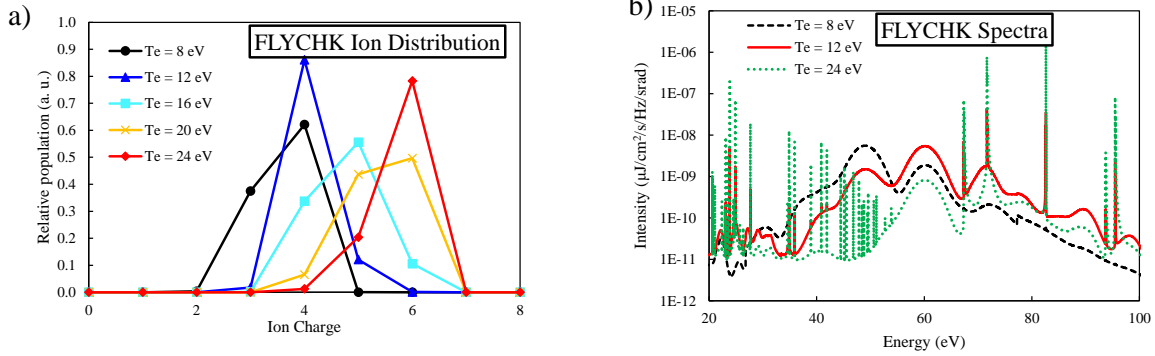 a)
FLYCHK Ion Distribution
Te = 8 eV
Te = 12 eV
Te = 16 eV
Te = 20 eV
Te = 24 eV
Relative population (a. u.)
1.0
0.9
0.8
0.7
0.6
0.5
0.4
0.3
0.2
0.1
0.0
0 2 4 6 8
Ion Charge
b)
FLYCHK Spectra
Te = 8 eV
Te = 12 eV
Te = 24 eV
Intensity (µJ/cm²/s/Hz/srad)
1E-05
1E-06
1E-07
1E-08
1E-09
1E-10
1E-11
1E-12
20 40 60 80 100
Energy (eV)